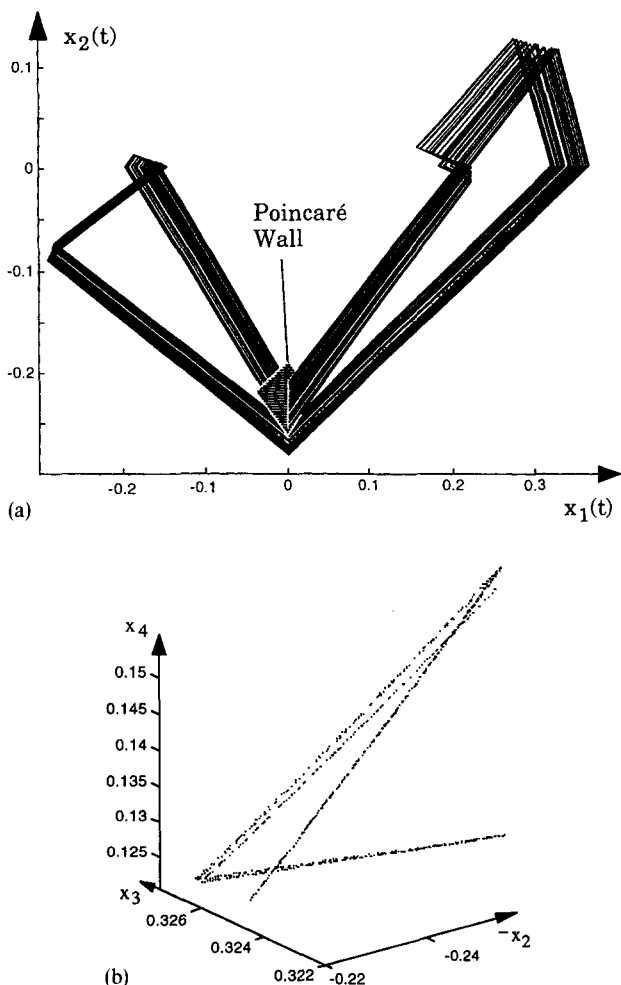 x₂(t)
0.1
0
Poincaré
Wall
-0.1
-0.2
-0.2
-0.1
0
0.1
0.2
0.3
x₁(t)
(a)
x₄
0.15
0.145
0.14
0.135
0.13
0.125
x₃
0.326
0.324
0.322
-0.22
-0.24
-x₂
(b)